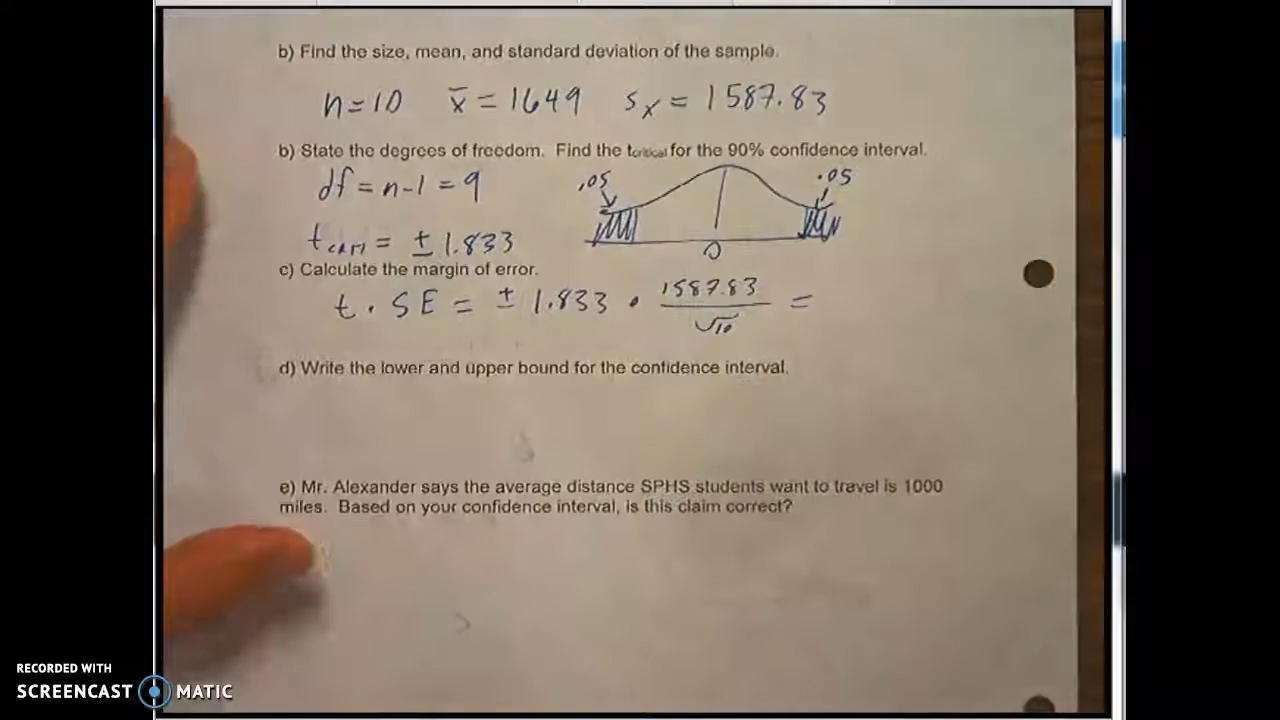 b) Find the size, mean, and standard deviation of the sample.
n=10 x̄ = 1649 sₓ = 1587.83
b) State the degrees of freedom. Find the tcritical for the 90% confidence interval.
df = n-1 = 9
.05 .05
tcrit = ± 1.833
0
c) Calculate the margin of error.
t · SE = ± 1.833 · 1587.83 / √10 =
d) Write the lower and upper bound for the confidence interval.
e) Mr. Alexander says the average distance SPHS students want to travel is 1000
miles. Based on your confidence interval, is this claim correct?
RECORDED WITH
SCREENCAST MATIC